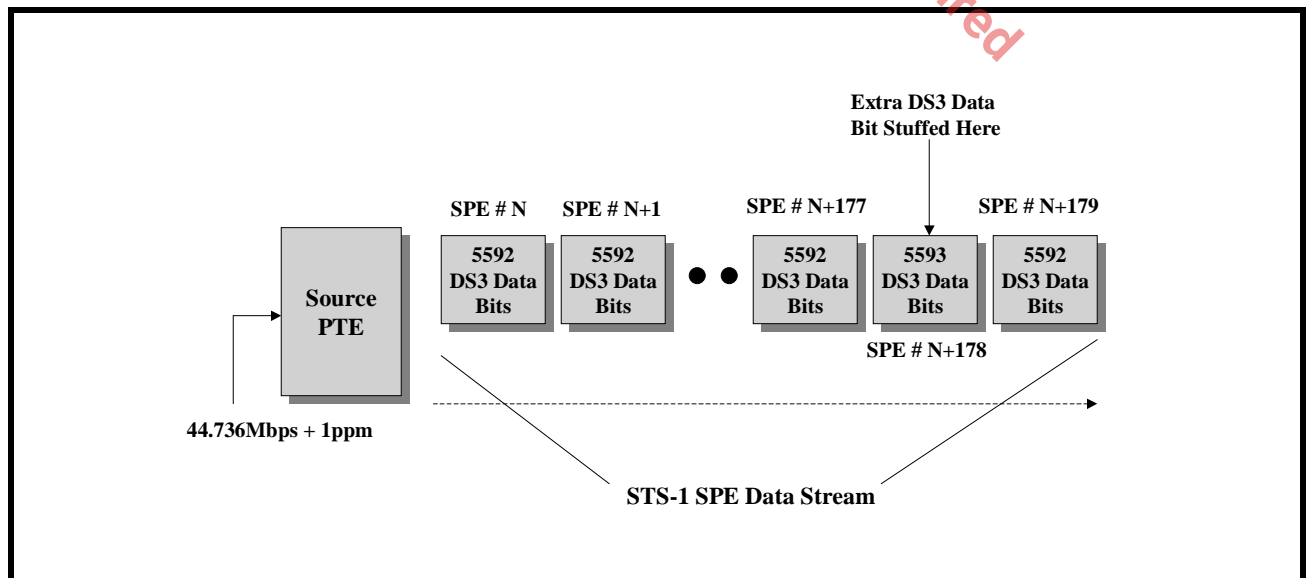 Extra DS3 Data
Bit Stuffed Here
SPE # N
SPE # N+1
SPE # N+177
SPE # N+179
5592
DS3 Data
Bits
5592
DS3 Data
Bits
5592
DS3 Data
Bits
5593
DS3 Data
Bits
5592
DS3 Data
Bits
Source
PTE
SPE # N+178
44.736Mbps + 1ppm
STS-1 SPE Data Stream